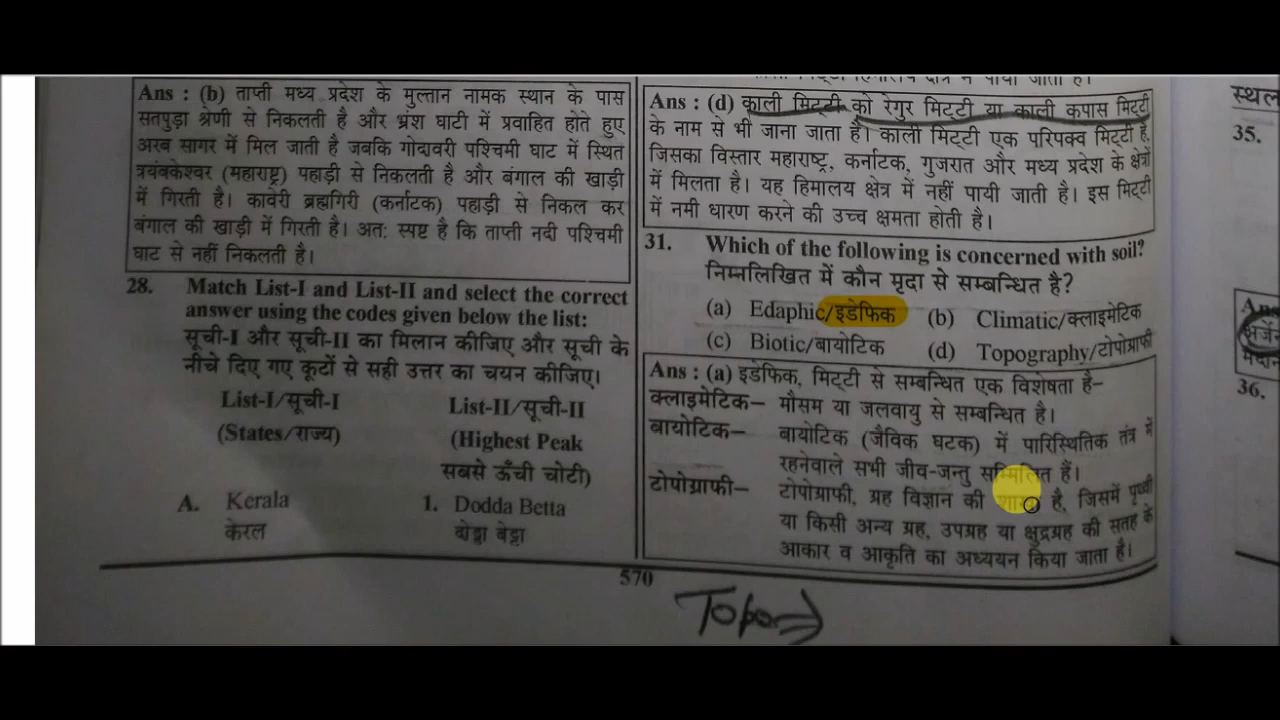 Ans : (b) ताप्ती मध्य प्रदेश के मुल्तान नामक स्थान के पास
सतपुड़ा श्रेणी से निकलती है और भ्रंश घाटी में प्रवाहित होते हुए
अरब सागर में मिल जाती है जबकि गोदावरी पश्चिमी घाट में स्थित
त्रयंबकेश्वर (महाराष्ट्र) पहाड़ी से निकलती है और बंगाल की खाड़ी
में गिरती है। कावेरी ब्रह्मगिरी (कर्नाटक) पहाड़ी से निकल कर
बंगाल की खाड़ी में गिरती है। अत: स्पष्ट है कि ताप्ती नदी पश्चिमी
घाट से नहीं निकलती है।
28. Match List-I and List-II and select the correct
answer using the codes given below the list:
सूची-I और सूची-II का मिलान कीजिए और सूची के
नीचे दिए गए कूटों से सही उत्तर का चयन कीजिए।
List-I/सूची-I List-II/सूची-II
(States/राज्य) (Highest Peak
सबसे ऊँची चोटी)
A. Kerala 1. Dodda Betta
केरल दोड्डा बेट्टा
Ans : (d) काली मिट्टी को रेगुर मिट्टी या काली कपास मिट्टी
के नाम से भी जाना जाता है। काली मिट्टी एक परिपक्व मिट्टी है,
जिसका विस्तार महाराष्ट्र, कर्नाटक, गुजरात और मध्य प्रदेश के क्षेत्रों
में मिलता है। यह हिमालय क्षेत्र में नहीं पायी जाती है। इस मिट्टी
में नमी धारण करने की उच्च क्षमता होती है।
31. Which of the following is concerned with soil?
निम्नलिखित में कौन मृदा से सम्बन्धित है?
(a) Edaphic/इडेफिक (b) Climatic/क्लाइमेटिक
(c) Biotic/बायोटिक (d) Topography/टोपोग्राफी
Ans : (a) इडेफिक, मिट्टी से सम्बन्धित एक विशेषता है–
क्लाइमेटिक– मौसम या जलवायु से सम्बन्धित है।
बायोटिक– बायोटिक (जैविक घटक) में पारिस्थितिक तंत्र में
रहनेवाले सभी जीव-जन्तु सम्मिलित हैं।
टोपोग्राफी– टोपोग्राफी, ग्रह विज्ञान की शाखा है, जिसमें पृथ्वी
या किसी अन्य ग्रह, उपग्रह या क्षुद्रग्रह की सतह के
आकार व आकृति का अध्ययन किया जाता है।
570
स्थल
35.
36.